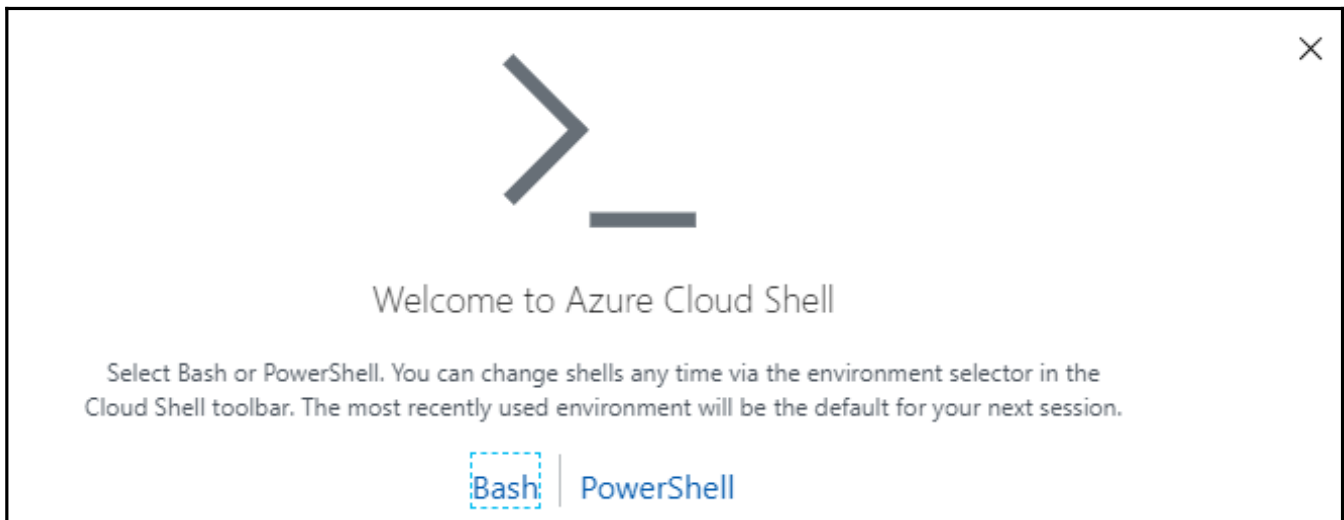 Welcome to Azure Cloud Shell
Select Bash or PowerShell. You can change shells any time via the environment selector in the
Cloud Shell toolbar. The most recently used environment will be the default for your next session.
Bash | PowerShell